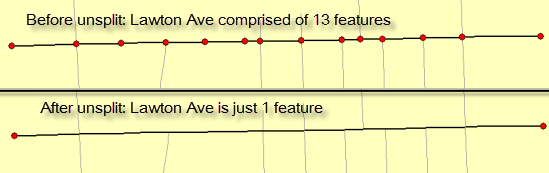 Before unsplit: Lawton Ave comprised of 13 features
After unsplit: Lawton Ave is just 1 feature